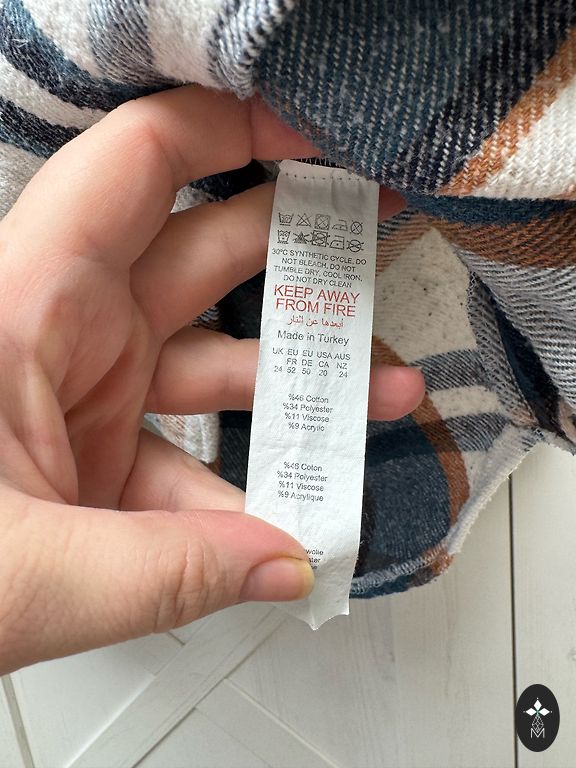 30°C SYNTHETIC CYCLE, DO
NOT BLEACH, DO NOT
TUMBLE DRY, COOL IRON,
DO NOT DRY CLEAN
KEEP AWAY
FROM FIRE
أبعدها عن النار
Made in Turkey
UK EU EU USA AUS
FR DE CA NZ
24 52 50 20 24
%46 Cotton
%34 Polyester
%11 Viscose
%9 Acrylic
%46 Coton
%34 Polyester
%11 Viscose
%9 Acrylique